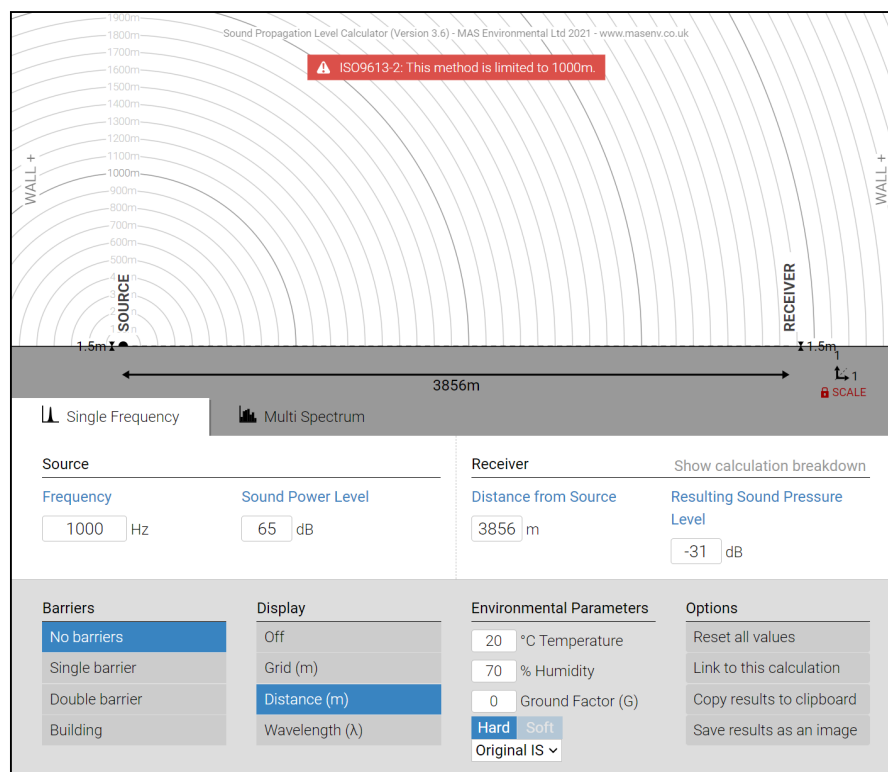 1900m
Sound Propagation Level Calculator (Version 3.6) - MAS Environmental Ltd 2021 - www.masenv.co.uk
1800m
1700m
ISO9613-2: This method is limited to 1000m.
1600m
1500m
1400m
1300m
1200m
1100m
WALL +
WALL +
1000m
900m
800m
700m
600m
500m
SOURCE
RECEIVER
1.5m
1.5m
1
1
3856m
SCALE
Single Frequency
Multi Spectrum
Source
Receiver
Show calculation breakdown
Frequency
Sound Power Level
Distance from Source
Resulting Sound Pressure
Level
1000 Hz
65 dB
3856 m
-31 dB
Barriers
Display
Environmental Parameters
Options
No barriers
Off
20 °C Temperature
Reset all values
Single barrier
Grid (m)
70 % Humidity
Link to this calculation
Double barrier
Distance (m)
0 Ground Factor (G)
Copy results to clipboard
Building
Wavelength (λ)
Hard Soft
Save results as an image
Original IS